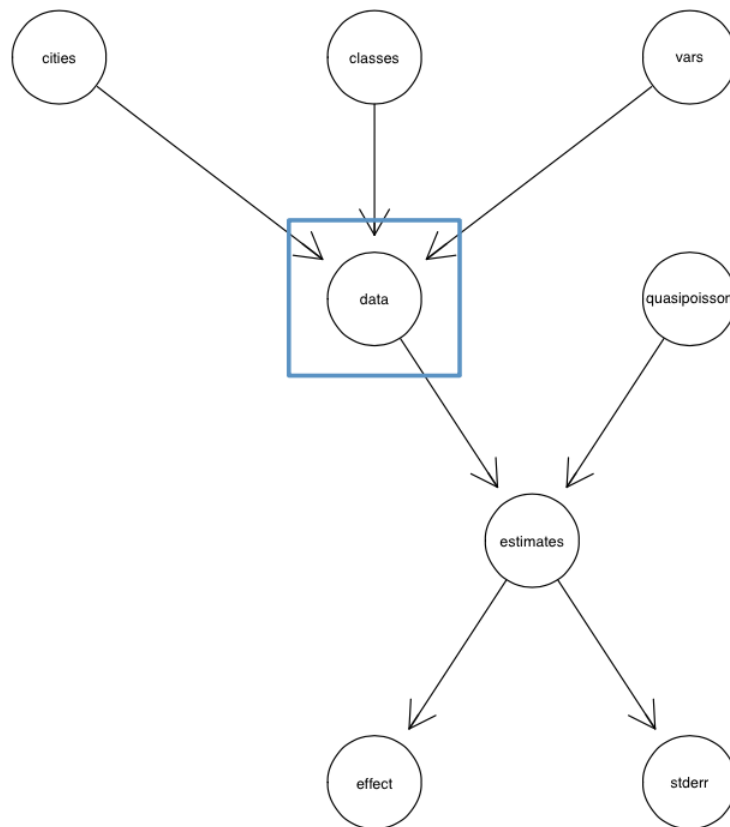 cities
classes
vars
data
quasipoisson
estimates
effect
stderr